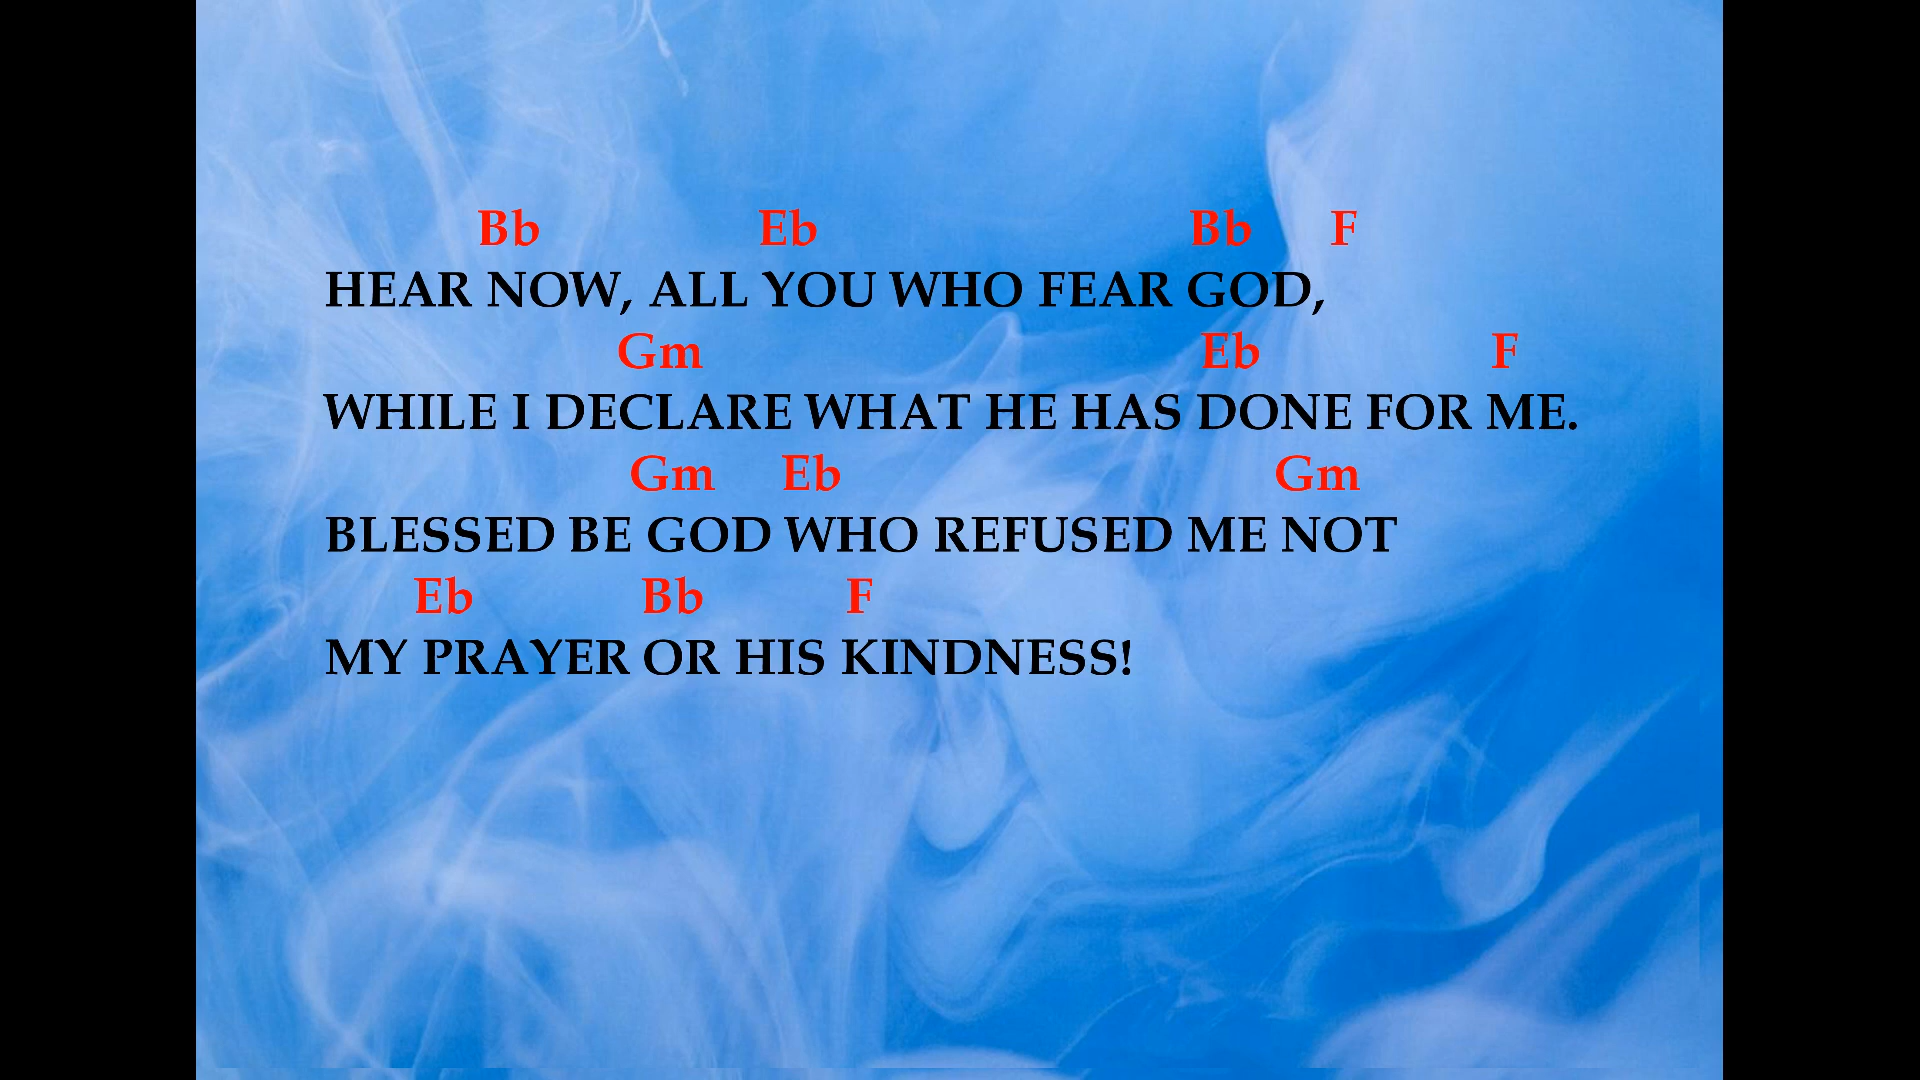 Bb Eb Bb F
HEAR NOW, ALL YOU WHO FEAR GOD,
Gm Eb F
WHILE I DECLARE WHAT HE HAS DONE FOR ME.
Gm Eb Gm
BLESSED BE GOD WHO REFUSED ME NOT
Eb Bb F
MY PRAYER OR HIS KINDNESS!